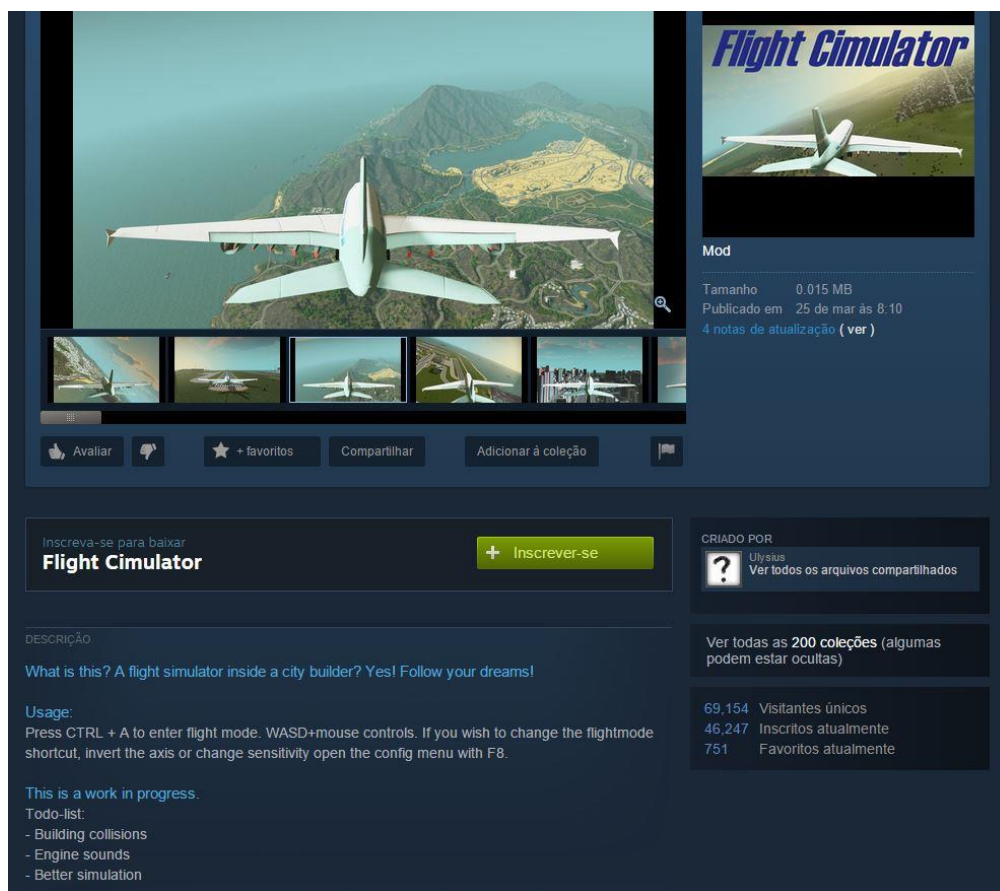 Flight Cimulator
Mod
Tamanho 0.015 MB
Publicado em 25 de mar às 8:10
4 notas de atualização ( ver )
Avaliar
+ favoritos
Compartilhar
Adicionar à coleção
Inscreva-se para baixar
Flight Cimulator
+ Inscrever-se
CRIADO POR
?
Ulysius
Ver todos os arquivos compartilhados
DESCRIÇÃO
What is this? A flight simulator inside a city builder? Yes! Follow your dreams!
Usage:
Press CTRL + A to enter flight mode. WASD+mouse controls. If you wish to change the flightmode
shortcut, invert the axis or change sensitivity open the config menu with F8.
This is a work in progress.
Todo-list:
- Building collisions
- Engine sounds
- Better simulation
Ver todas as 200 coleções (algumas
podem estar ocultas)
69,154 Visitantes únicos
46,247 Inscritos atualmente
751 Favoritos atualmente